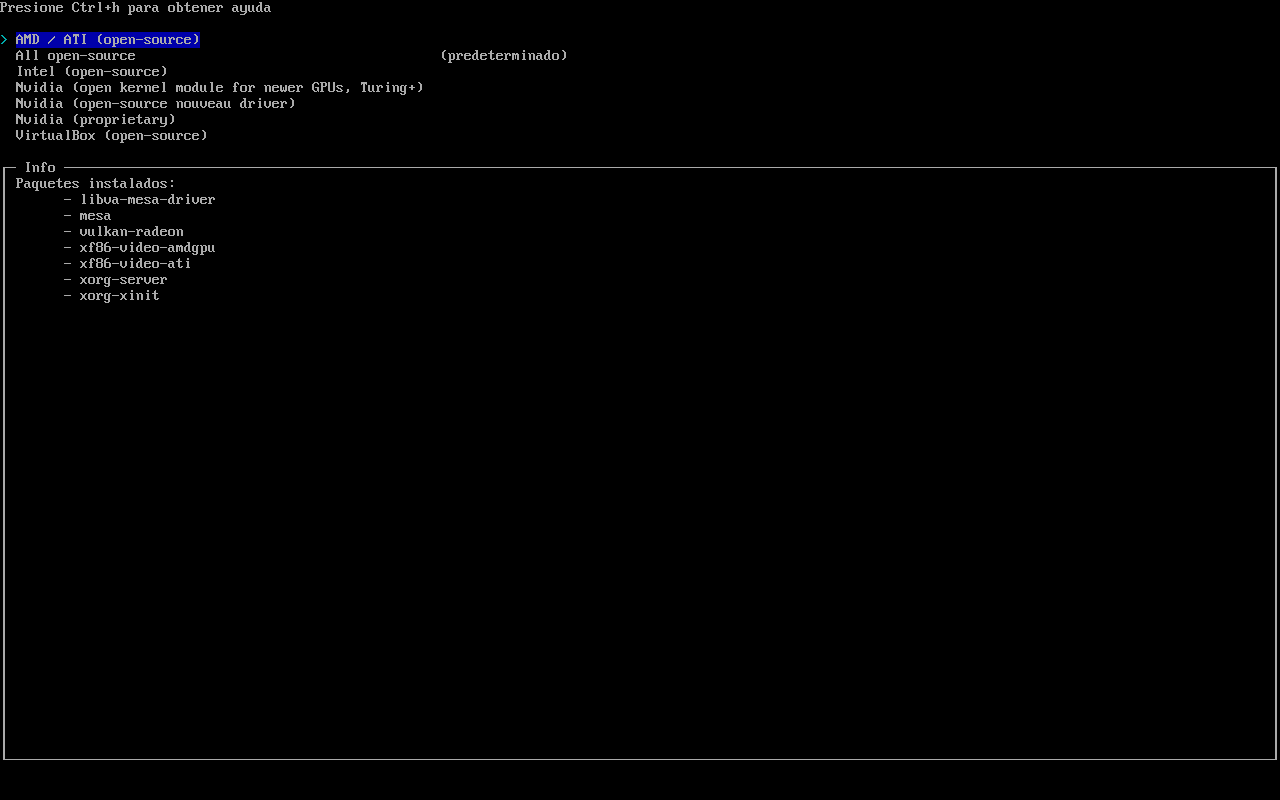 Presione Ctrl+h para obtener ayuda
> AMD / ATI (open-source)
All open-source (predeterminado)
Intel (open-source)
Nvidia (open kernel module for newer GPUs, Turing+)
Nvidia (open-source nouveau driver)
Nvidia (proprietary)
VirtualBox (open-source)
Info
Paquetes instalados:
- libva-mesa-driver
- mesa
- vulkan-radeon
- xf86-video-amdgpu
- xf86-video-ati
- xorg-server
- xorg-xinit